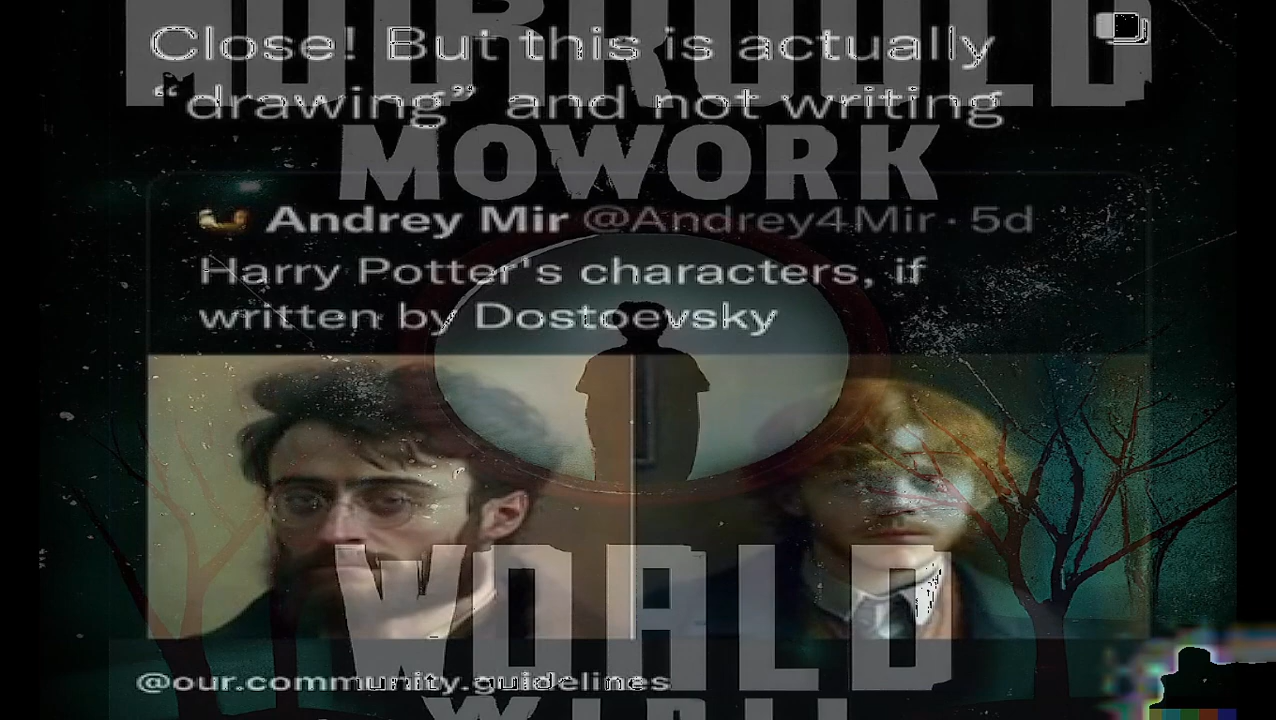 Close! But this is actually
“drawing” and not writing
MOWORK
Andrey Mir @Andrey4Mir · 5d
Harry Potter's characters, if
written by Dostoevsky
WORLD
@our.community.guidelines